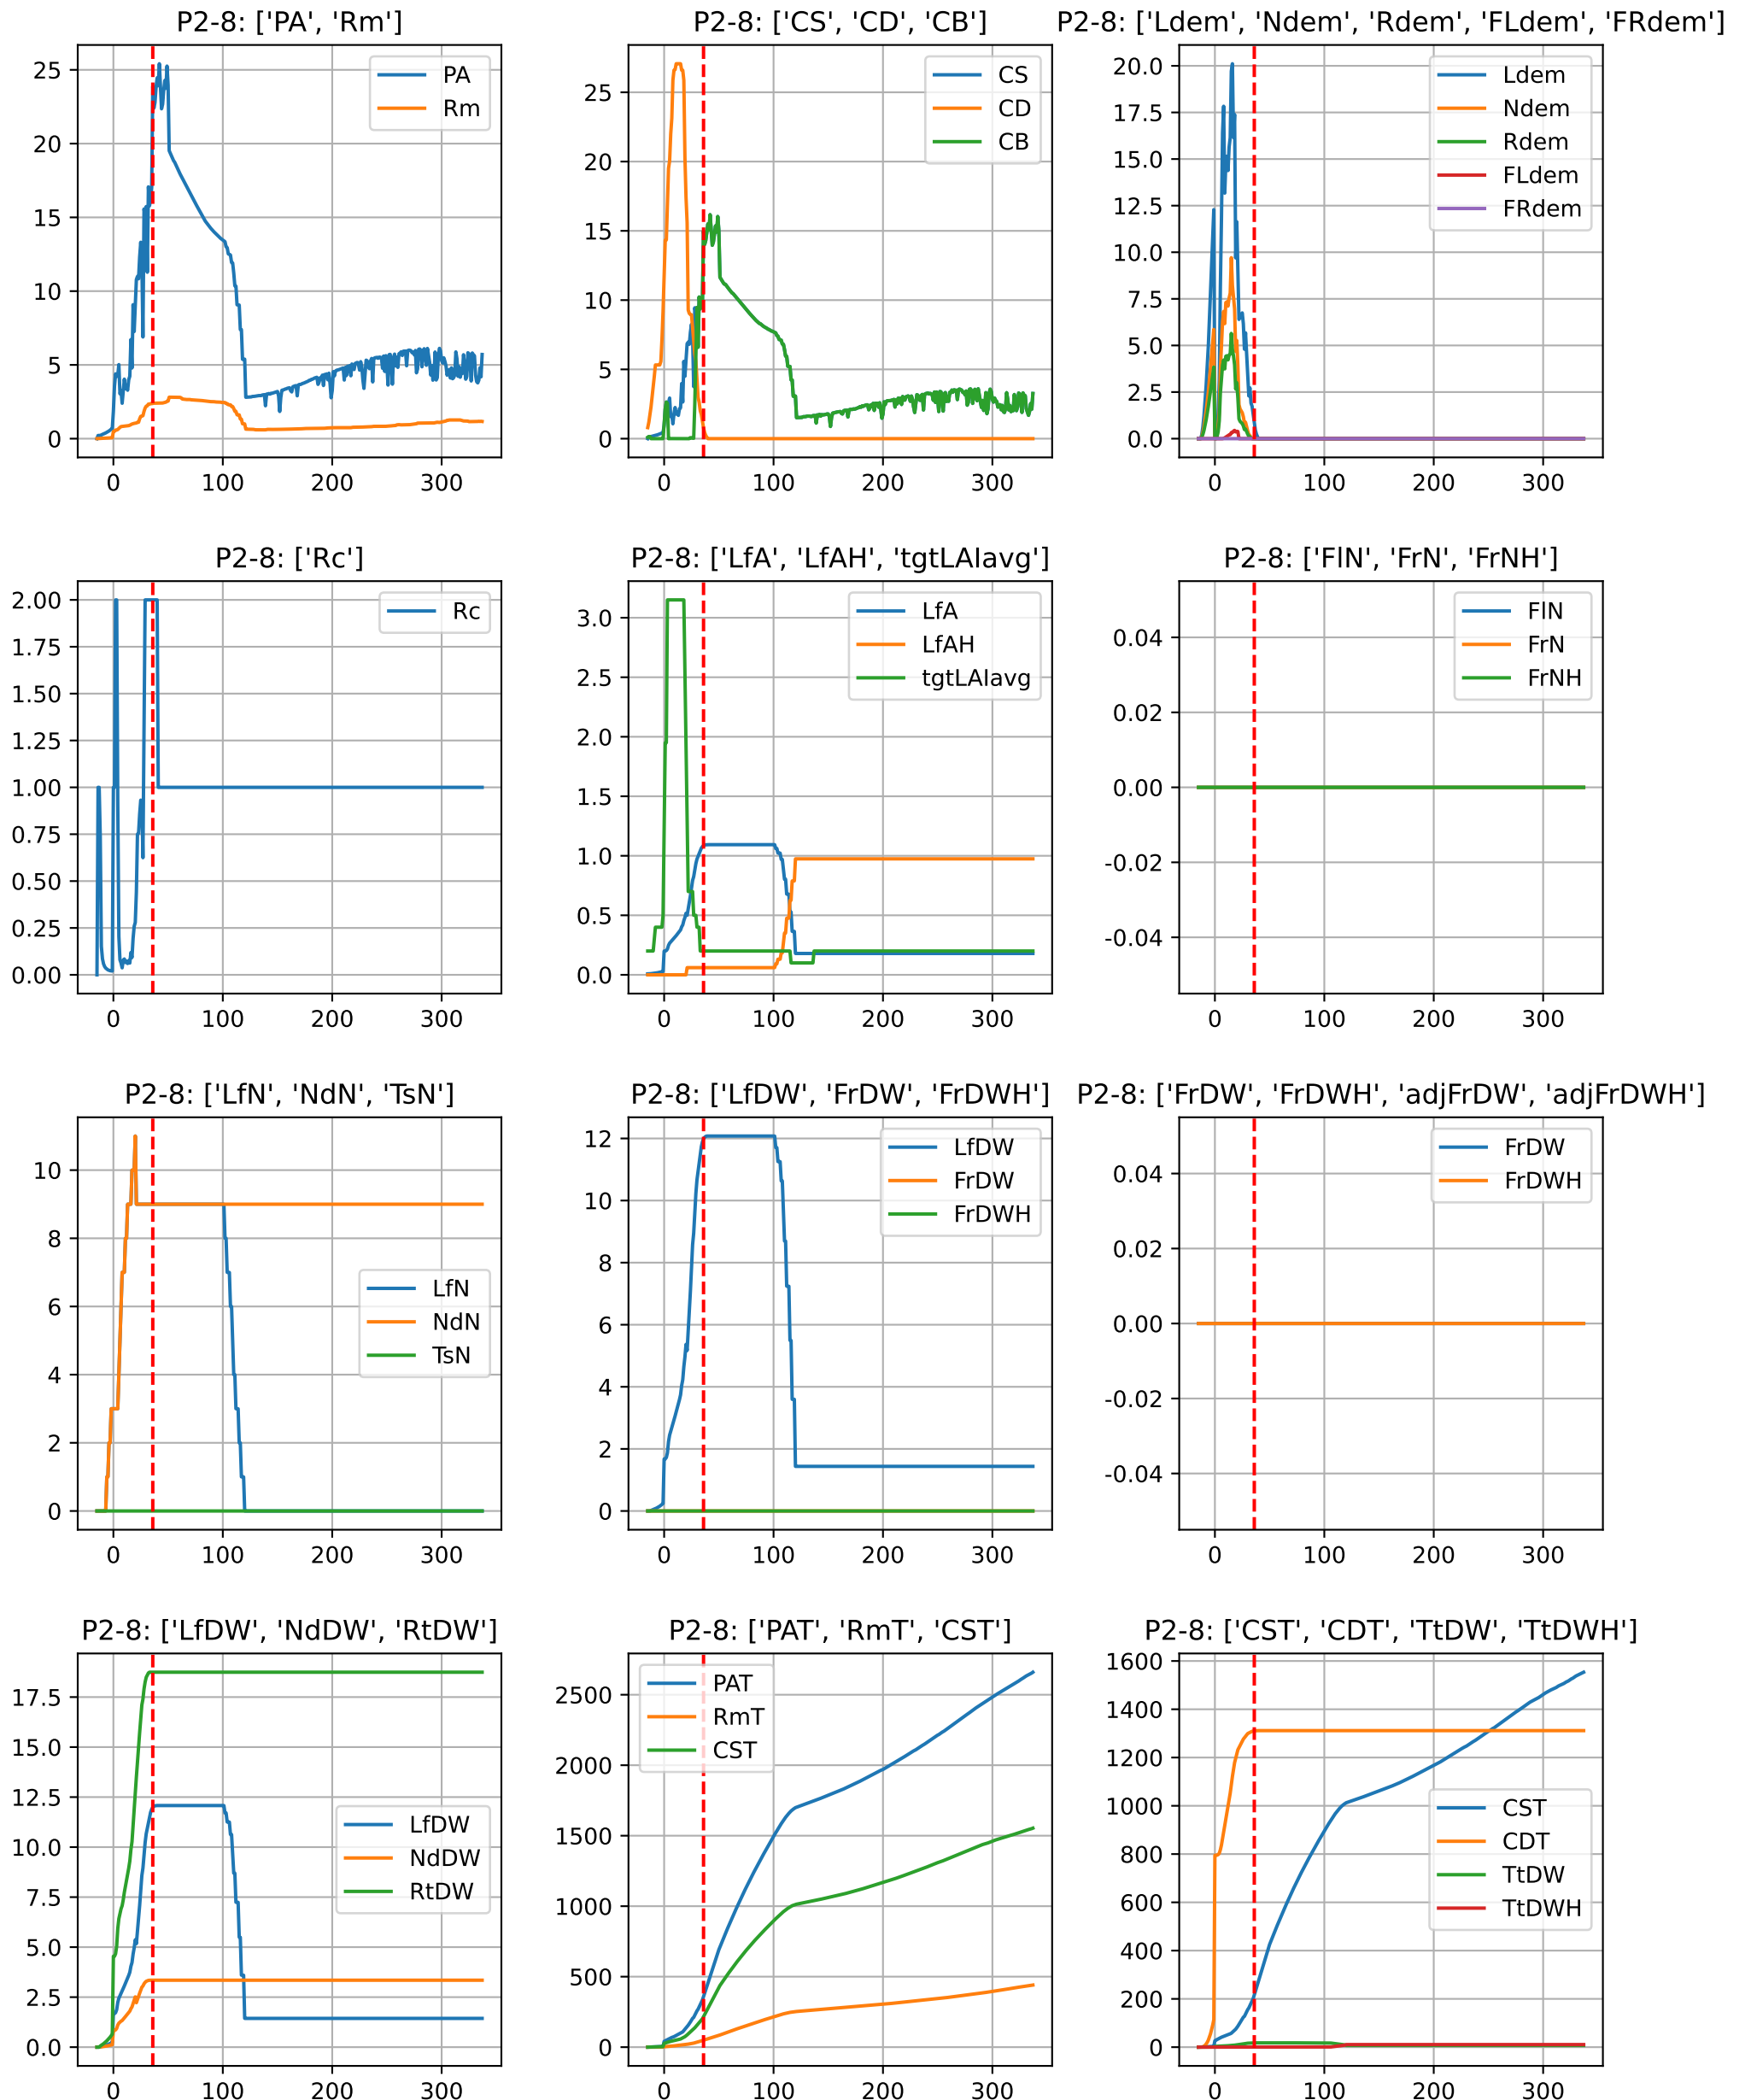 P2-8: ['PA', 'Rm']
25
20
15
10
5
0
0 100 200 300
PA
Rm
P2-8: ['CS', 'CD', 'CB']
25
20
15
10
5
0
0 100 200 300
CS
CD
CB
P2-8: ['Ldem', 'Ndem', 'Rdem', 'FLdem', 'FRdem']
20.0
17.5
15.0
12.5
10.0
7.5
5.0
2.5
0.0
0 100 200 300
Ldem
Ndem
Rdem
FLdem
FRdem
P2-8: ['Rc']
2.00
1.75
1.50
1.25
1.00
0.75
0.50
0.25
0.00
0 100 200 300
Rc
P2-8: ['LfA', 'LfAH', 'tgtLAIavg']
3.0
2.5
2.0
1.5
1.0
0.5
0.0
0 100 200 300
LfA
LfAH
tgtLAIavg
P2-8: ['FlN', 'FrN', 'FrNH']
0.04
0.02
0.00
-0.02
-0.04
0 100 200 300
FlN
FrN
FrNH
P2-8: ['LfN', 'NdN', 'TsN']
10
8
6
4
2
0
0 100 200 300
LfN
NdN
TsN
P2-8: ['LfDW', 'FrDW', 'FrDWH']
12
10
8
6
4
2
0
0 100 200 300
LfDW
FrDW
FrDWH
P2-8: ['FrDW', 'FrDWH', 'adjFrDW', 'adjFrDWH']
0.04
0.02
0.00
-0.02
-0.04
0 100 200 300
FrDW
FrDWH
P2-8: ['LfDW', 'NdDW', 'RtDW']
17.5
15.0
12.5
10.0
7.5
5.0
2.5
0.0
0 100 200 300
LfDW
NdDW
RtDW
P2-8: ['PAT', 'RmT', 'CST']
2500
2000
1500
1000
500
0
0 100 200 300
PAT
RmT
CST
P2-8: ['CST', 'CDT', 'TtDW', 'TtDWH']
1600
1400
1200
1000
800
600
400
200
0
0 100 200 300
CST
CDT
TtDW
TtDWH